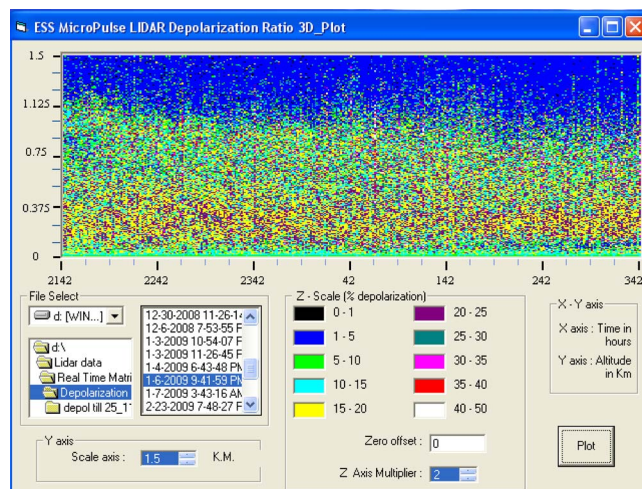 ESS MicroPulse LIDAR Depolarization Ratio 3D_Plot
1.5
1.125
0.75
0.375
0
2142 2242 2342 42 142 242 342
File Select
d: [WIN...]
d:\
Lidar data
Real Time Matri
Depolarization
depol till 25_1
12-30-2008 11-26-1
12-6-2008 7-53-55 F
1-3-2009 10-54-07 F
1-3-2009 11-26-45 F
1-4-2009 6-43-48 PM
1-6-2009 9-41-59 PM
1-7-2009 3-43-16 AM
2-23-2009 7-48-27 F
Y axis
Scale axis : 1.5 K.M.
Z - Scale (% depolarization)
0 - 1 20 - 25
1 - 5 25 - 30
5 - 10 30 - 35
10 - 15 35 - 40
15 - 20 40 - 50
Zero offset : 0
Z Axis Multiplier : 2
X - Y axis
X axis : Time in
hours
Y axis : Altitude
in Km
Plot